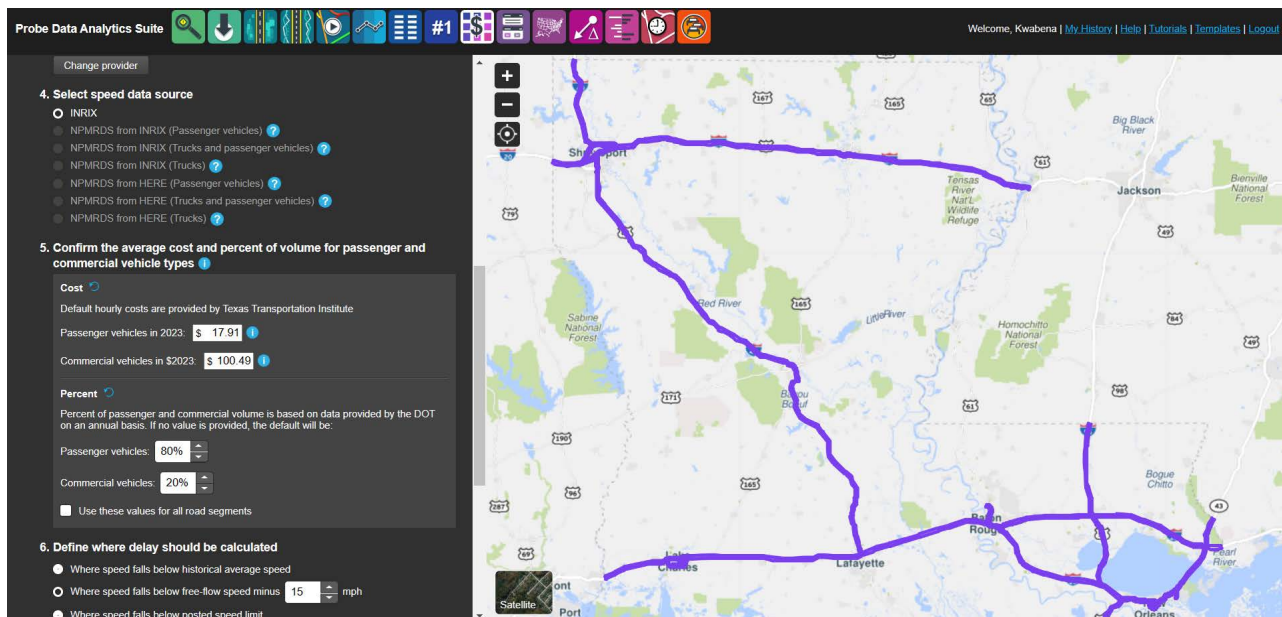 Probe Data Analytics Suite
#1
Welcome, Kwabena | My History | Help | Tutorials | Templates | Logout
Change provider
4. Select speed data source
INRIX
NPMRDS from INRIX (Passenger vehicles) ?
NPMRDS from INRIX (Trucks and passenger vehicles) ?
NPMRDS from INRIX (Trucks) ?
NPMRDS from HERE (Passenger vehicles) ?
NPMRDS from HERE (Trucks and passenger vehicles) ?
NPMRDS from HERE (Trucks) ?
5. Confirm the average cost and percent of volume for passenger and
commercial vehicle types i
Cost
Default hourly costs are provided by Texas Transportation Institute
Passenger vehicles in 2023: $ 17.91 i
Commercial vehicles in $2023: $ 100.49 i
Percent
Percent of passenger and commercial volume is based on data provided by the DOT
on an annual basis. If no value is provided, the default will be:
Passenger vehicles: 80%
Commercial vehicles: 20%
Use these values for all road segments
6. Define where delay should be calculated
Where speed falls below historical average speed
Where speed falls below free-flow speed minus 15 mph
Where speed falls below posted speed limit
+
−
167
165
65
Big Black
River
20
61
Tensas
River
Nat'L
Wildlife
Refuge
Jackson
Bienville
National
Forest
79
49
Red River
165
Little River
Sabine
National
Forest
Homochitto
National
Forest
84
49
171
98
61
190
Bogue
Chitto
96
165
287
43
69
Lafayette
Pearl
River
Satellite
Port
Orleans